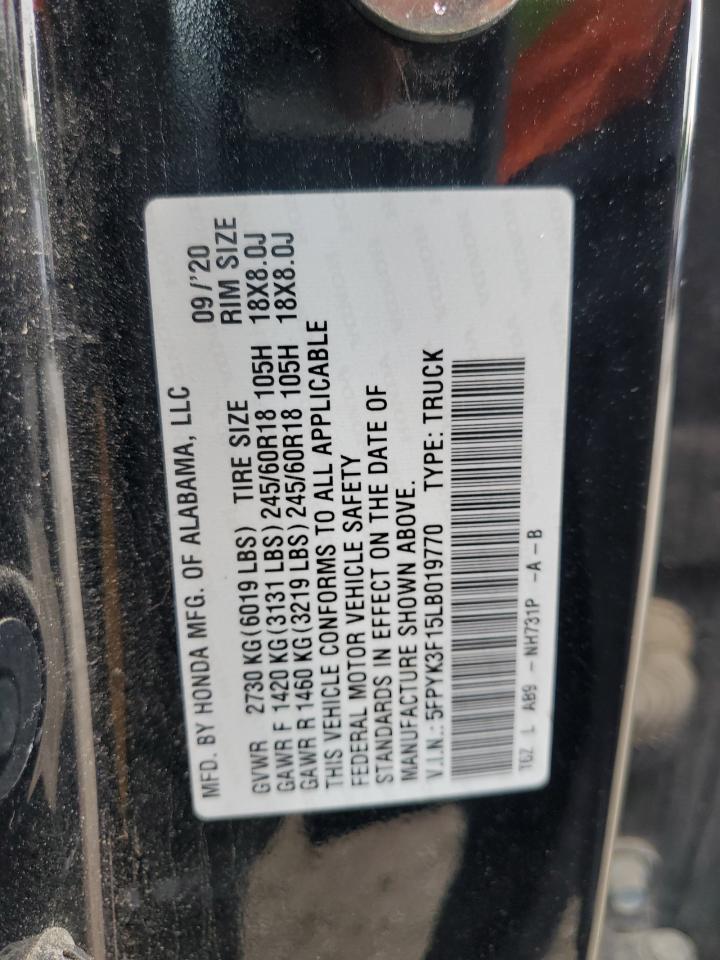 MFD. BY HONDA MFG. OF ALABAMA, LLC 09/'20
GVWR 2730 KG(6019 LBS) TIRE SIZE RIM SIZE
GAWR F 1420 KG(3131 LBS)245/60R18 105H 18X8.0J
GAWR R 1460 KG(3219 LBS)245/60R18 105H 18X8.0J
THIS VEHICLE CONFORMS TO ALL APPLICABLE
FEDERAL MOTOR VEHICLE SAFETY
STANDARDS IN EFFECT ON THE DATE OF
MANUFACTURE SHOWN ABOVE.
V.I.N.: 5FPYK3F15LB019770 TYPE: TRUCK
TGZ L AB9 - NH731P -A - B